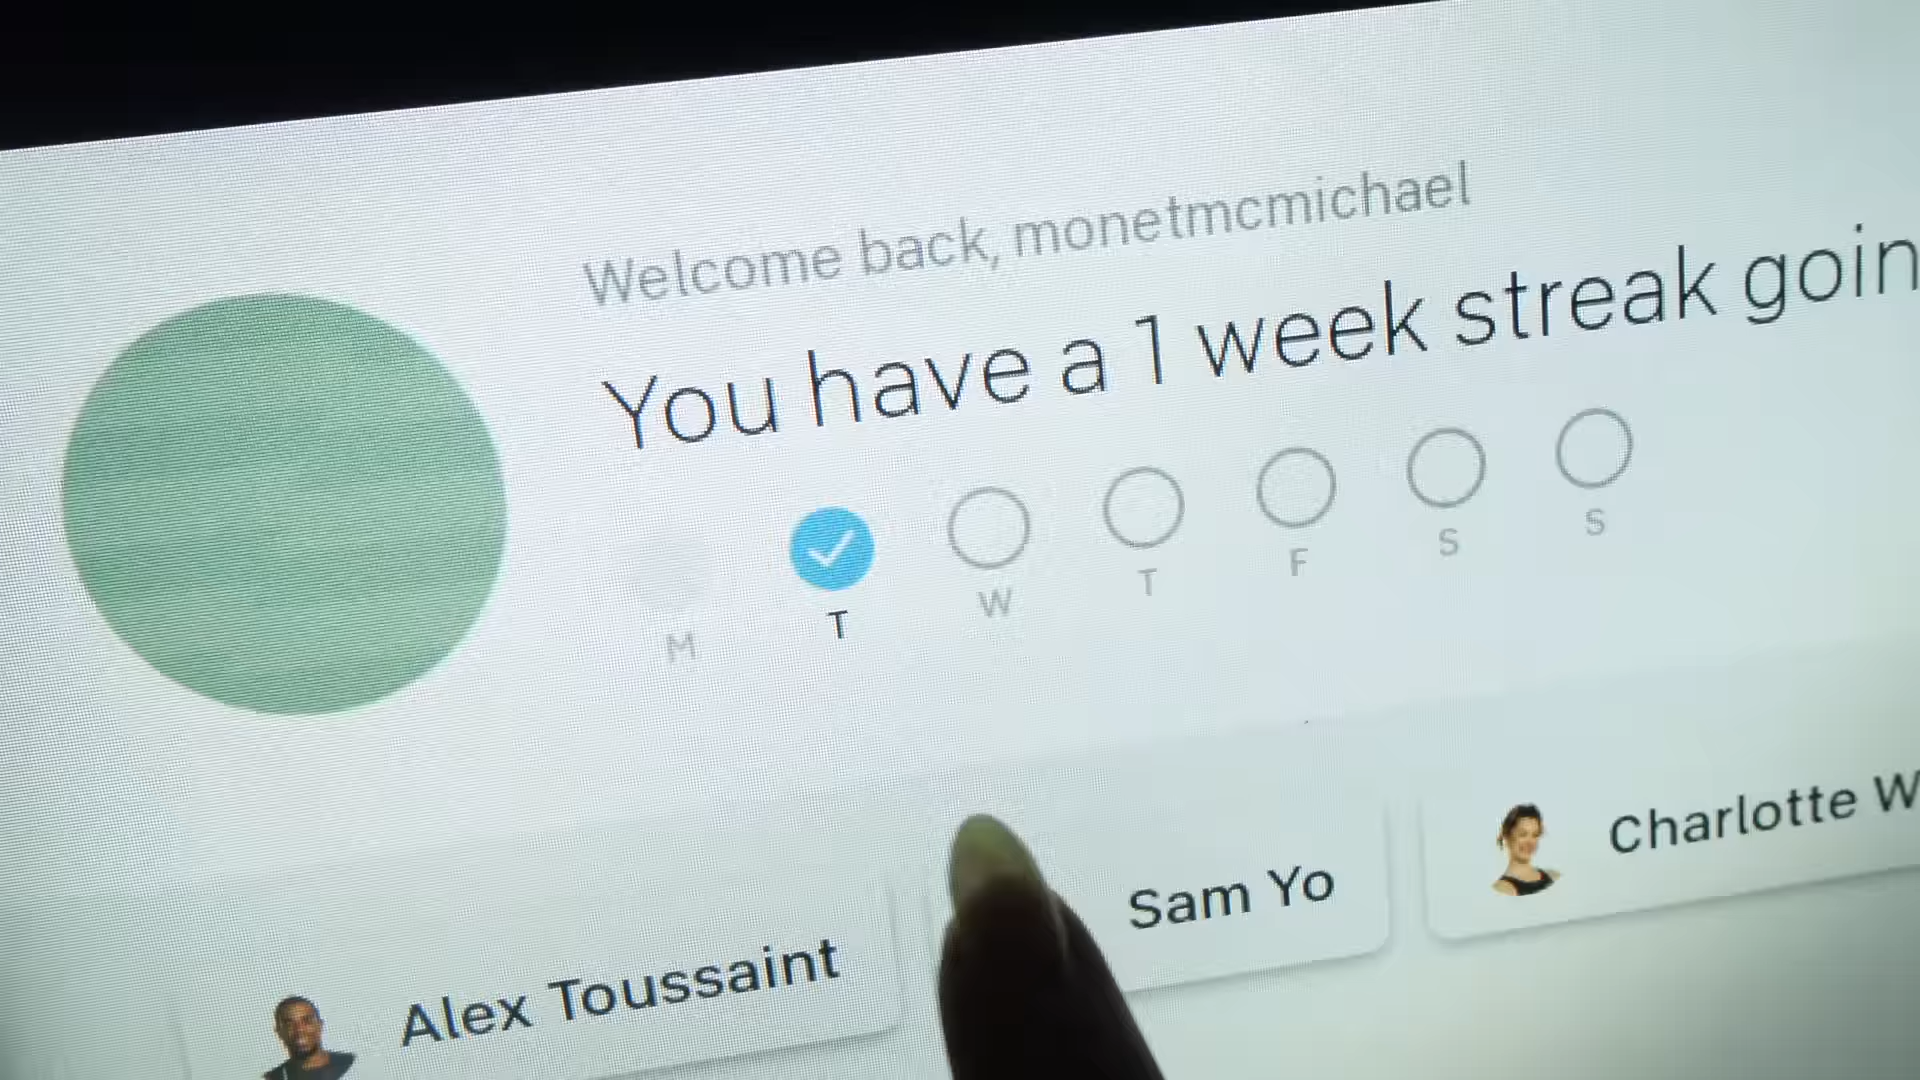 Welcome back, monetmcmichael
You have a 1 week streak goin
M T W T F S S
Alex Toussaint
Sam Yo
Charlotte W